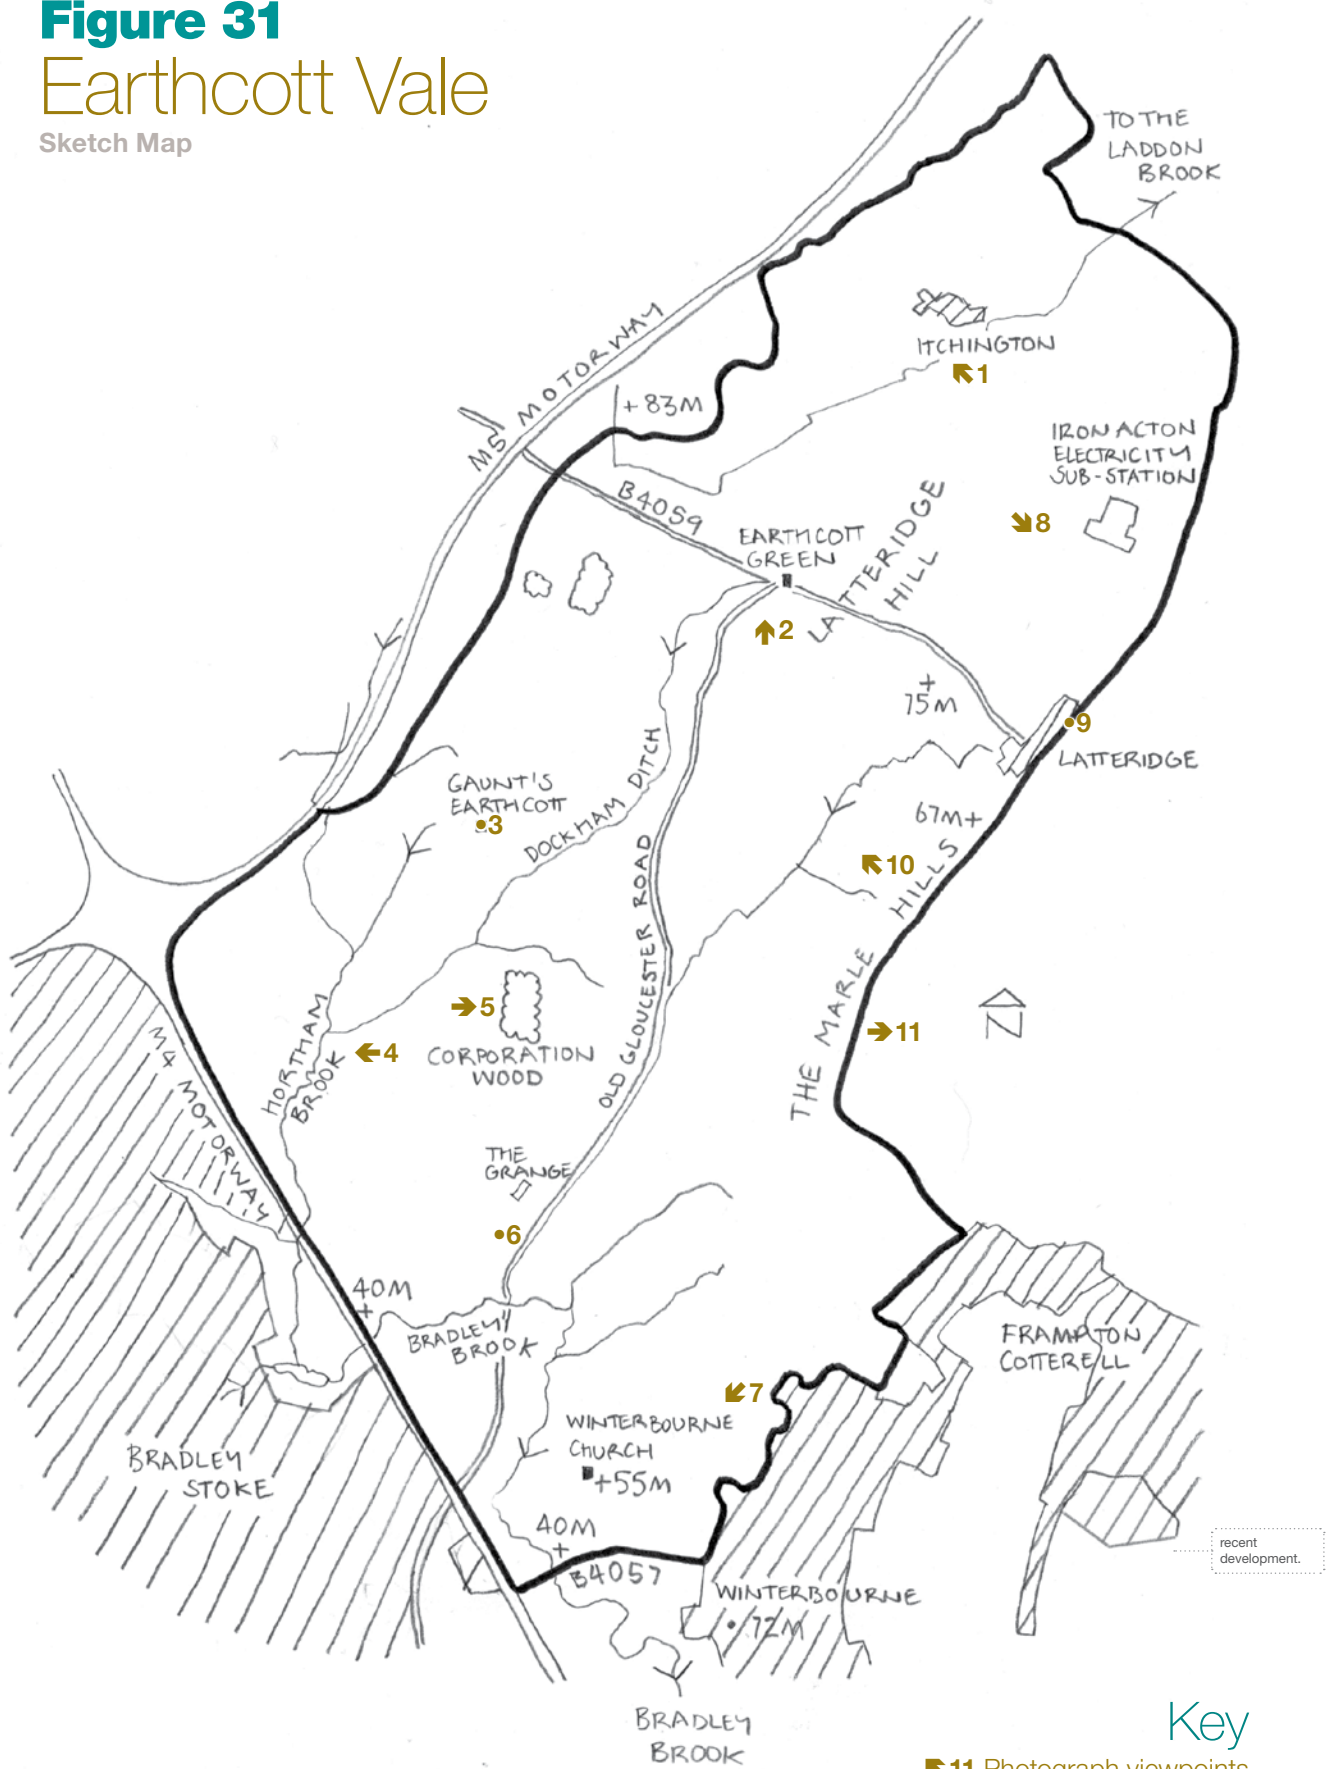 Figure 31
Earthcott Vale
Sketch Map
TO THE
LADDON
BROOK
M5 MOTORWAY
ITCHINGTON
1
+83M
IRON ACTON
ELECTRICITY
SUB-STATION
B4059
8
EARTHCOTT
GREEN
LATTERIDGE
HILL
2
+
75M
9
LATTERIDGE
GAUNT'S
EARTHCOTT
3
DOCKHAM DITCH
67M+
10
OLD GLOUCESTER ROAD
THE MARLE HILLS
5
11
N
HORTHAM
BROOK
4
CORPORATION
WOOD
M4 MOTORWAY
THE
GRANGE
6
40M
+
BRADLEY
BROOK
FRAMPTON
COTTERELL
7
WINTERBOURNE
CHURCH
+55M
BRADLEY
STOKE
40M
+
B4057
recent
development.
WINTERBOURNE
72M
BRADLEY
BROOK
Key
11 Photograph viewpoints